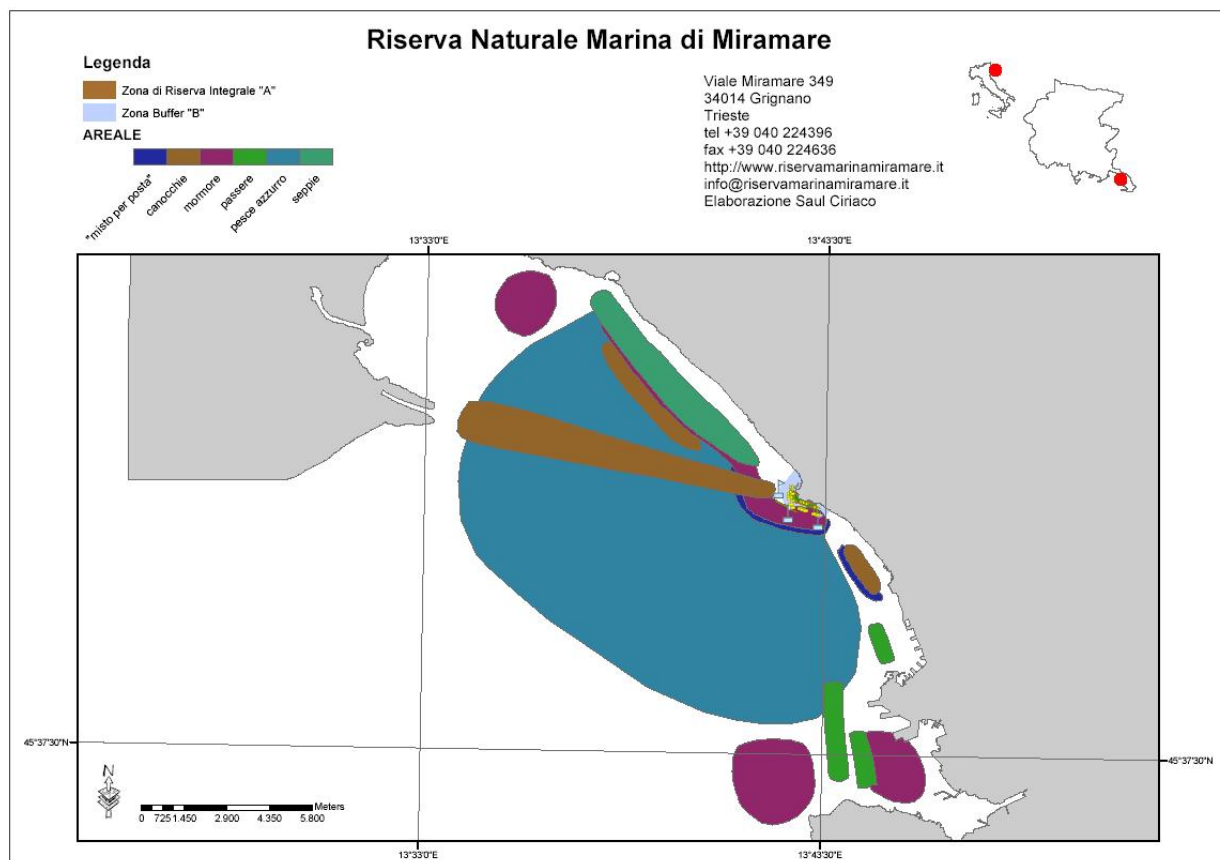 Riserva Naturale Marina di Miramare
Legenda
Zona di Riserva Integrale "A"
Zona Buffer "B"
AREALE
"misto per posta"
canocchie
mormore
passere
pesce azzurro
seppie
Viale Miramare 349
34014 Grignano
Trieste
tel +39 040 224396
fax +39 040 224636
http://www.riservamarinamiramare.it
info@riservamarinamiramare.it
Elaborazione Saul Ciriaco
13°33'0"E
13°43'30"E
45°37'30"N
45°37'30"N
N
Meters
0 725 1.450 2.900 4.350 5.800
13°33'0"E
13°43'30"E